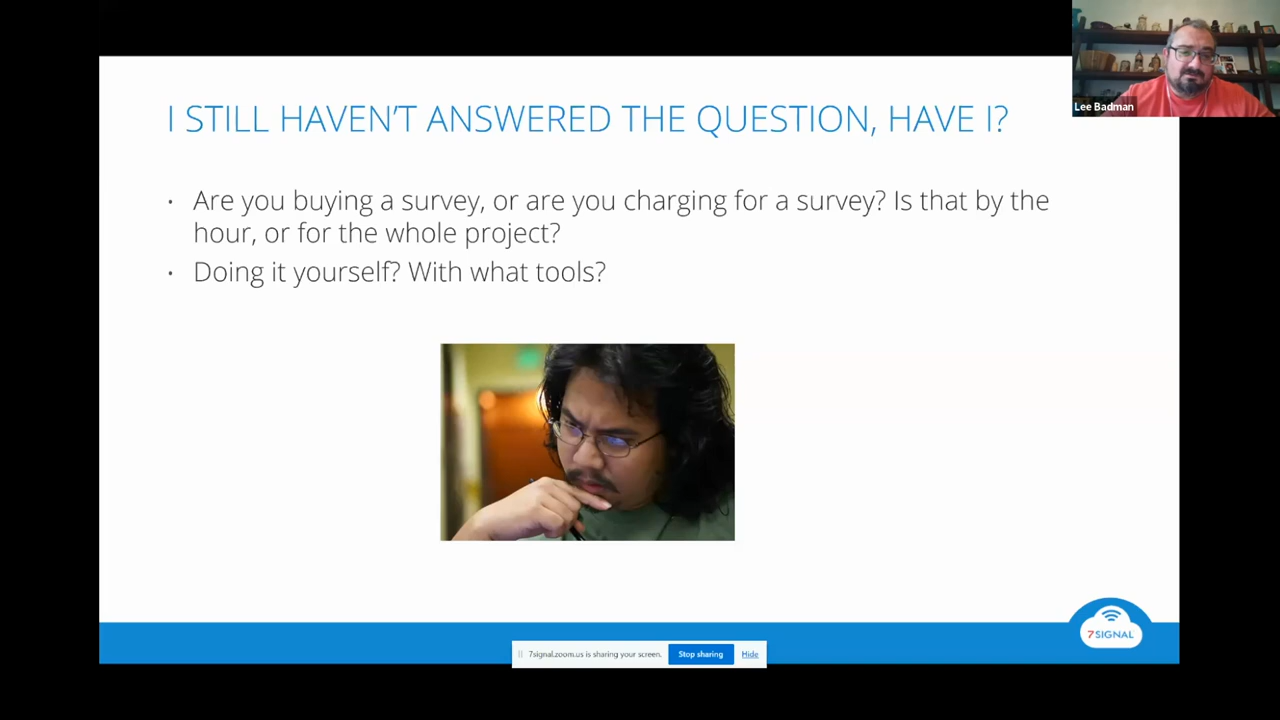 Lee Badman
I STILL HAVEN'T ANSWERED THE QUESTION, HAVE I?
• Are you buying a survey, or are you charging for a survey? Is that by the
hour, or for the whole project?
• Doing it yourself? With what tools?
7SIGNAL
7signal.zoom.us is sharing your screen. Stop sharing Hide